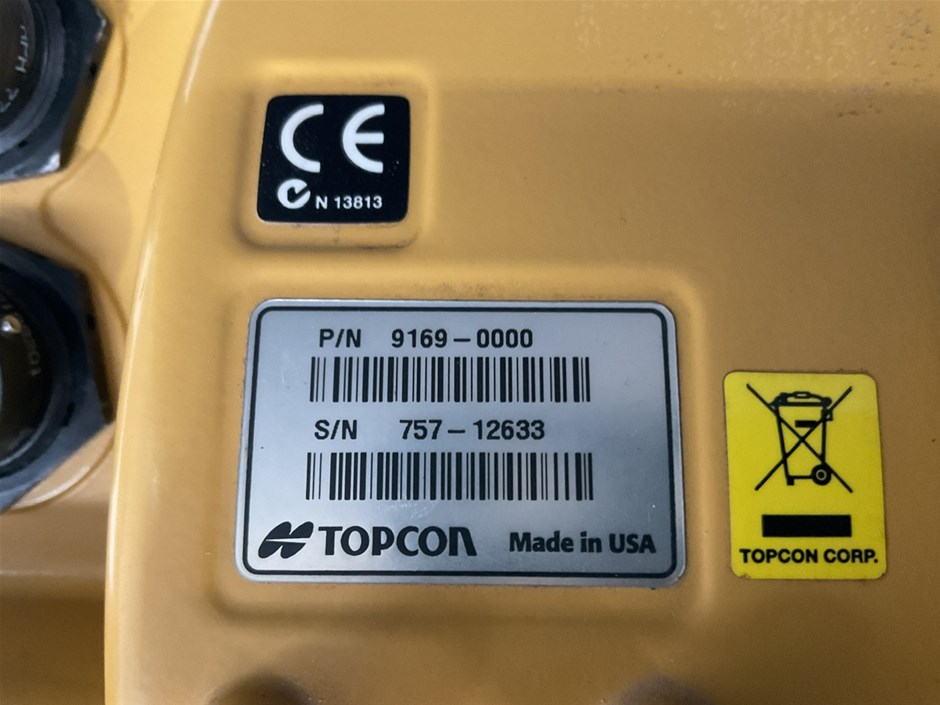 CE
N 13813
P/N 9169-0000
S/N 757-12633
TOPCON Made in USA
TOPCON CORP.